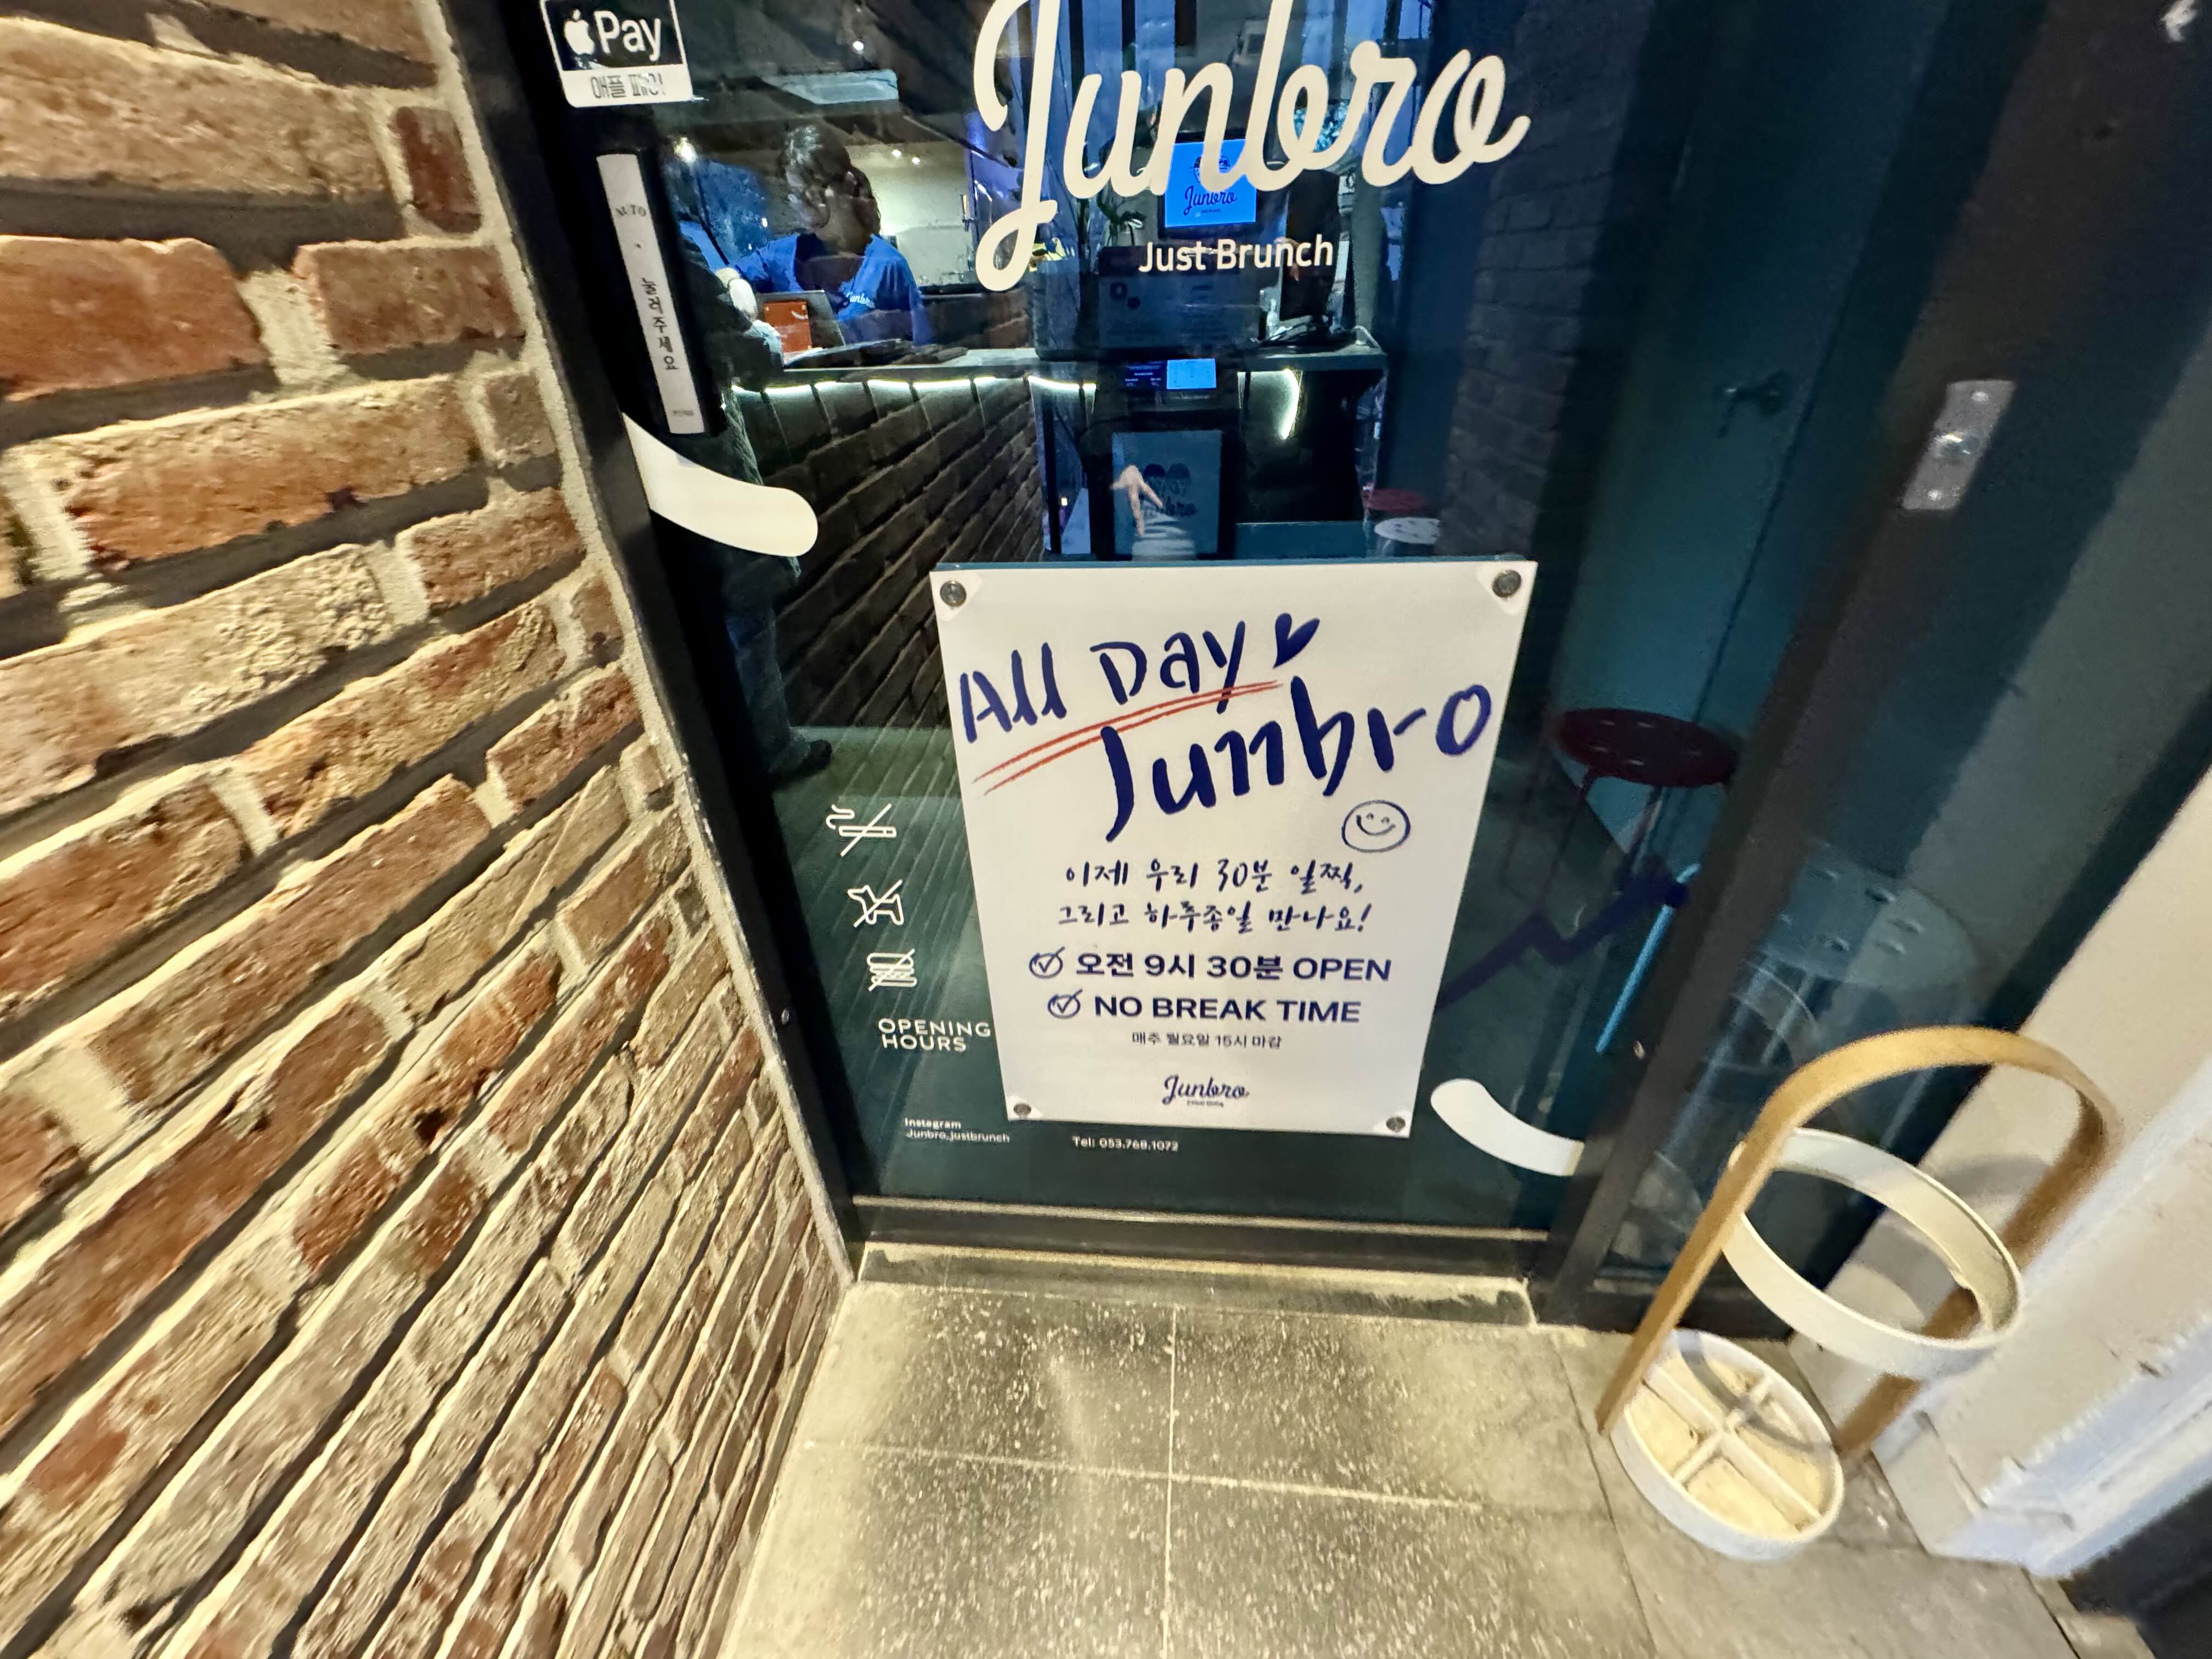 Pay
애플 페이
AUTO
눌러주세요
Junbro
Just Brunch
Junbro
Junbro
All Day
Junbro
이제 우리 30분 일찍,
그리고 하루종일 만나요!
오전 9시 30분 OPEN
NO BREAK TIME
매주 월요일 15시 마감
Junbro
OPENING
HOURS
Instagram
Junbro_justbrunch
Tel: 053.768.1072